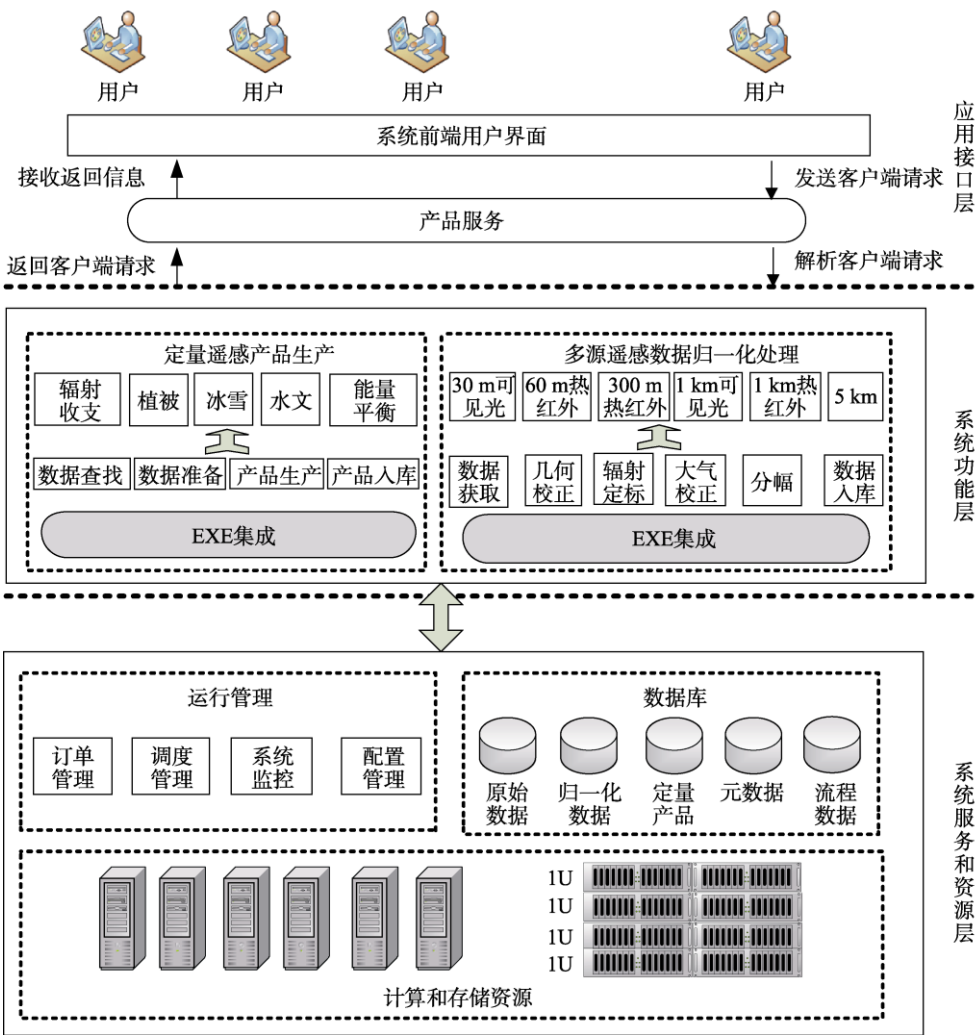 用户
用户
用户
用户
系统前端用户界面
接收返回信息
发送客户端请求
产品服务
返回客户端请求
解析客户端请求
应用接口层
定量遥感产品生产
辐射
收支
植被
冰雪
水文
能量
平衡
数据查找
数据准备
产品生产
产品入库
EXE集成
多源遥感数据归一化处理
30 m可
见光
60 m热
红外
300 m
热红外
1 km可
见光
1 km热
红外
5 km
数据
获取
几何
校正
辐射
定标
大气
校正
分幅
数据
入库
EXE集成
系统功能层
运行管理
订单
管理
调度
管理
系统
监控
配置
管理
数据库
原始
数据
归一化
数据
定量
产品
元数据
流程
数据
1U
1U
1U
1U
计算和存储资源
系统服务和资源层